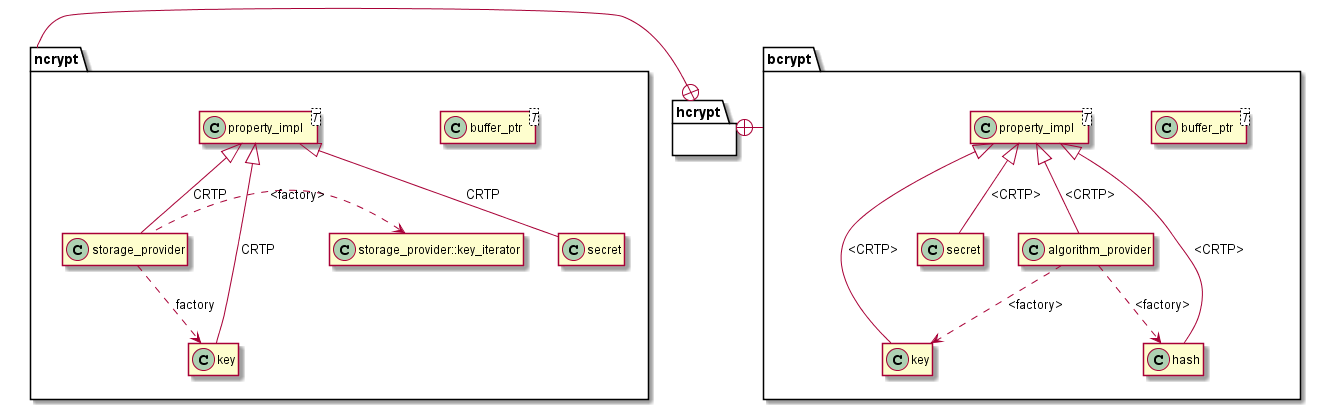 ncrypt
bcrypt
hcrypt
C property_impl T
C buffer_ptr T
C property_impl T
C buffer_ptr T
CRTP
<factory>
CRTP
<CRTP>
<CRTP>
C storage_provider
CRTP
C storage_provider::key_iterator
C secret
<CRTP>
C secret
C algorithm_provider
<CRTP>
factory
<factory>
<factory>
C key
C key
C hash